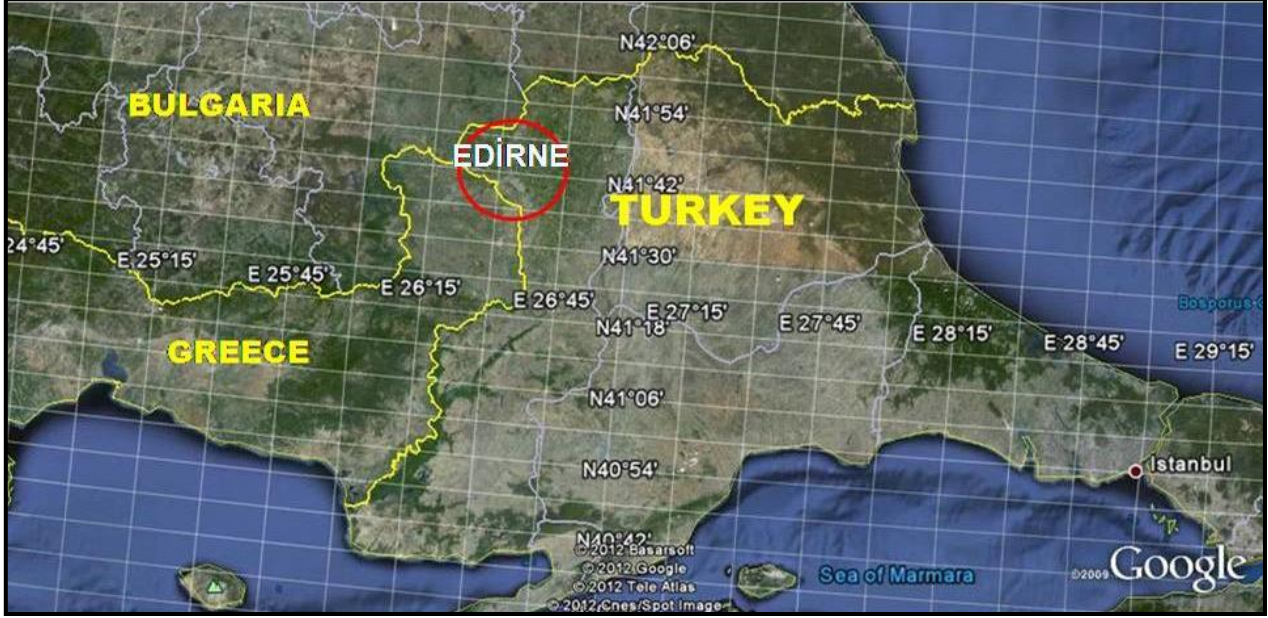 N42°06'
BULGARIA
N41°54'
EDİRNE
N41°42'
TURKEY
24°45'
E 25°15'
E 25°45'
E 26°15'
E 26°45'
N41°30'
E 27°15'
N41°18'
E 27°45'
E 28°15'
E 28°45'
E 29°15'
Bosporus
GREECE
N41°06'
N40°54'
Istanbul
N40°42'
© 2012 Basarsoft
© 2012 Google
© 2012 Tele Atlas
© 2012 Cnes/Spot Image
Sea of Marmara
©2009 Google